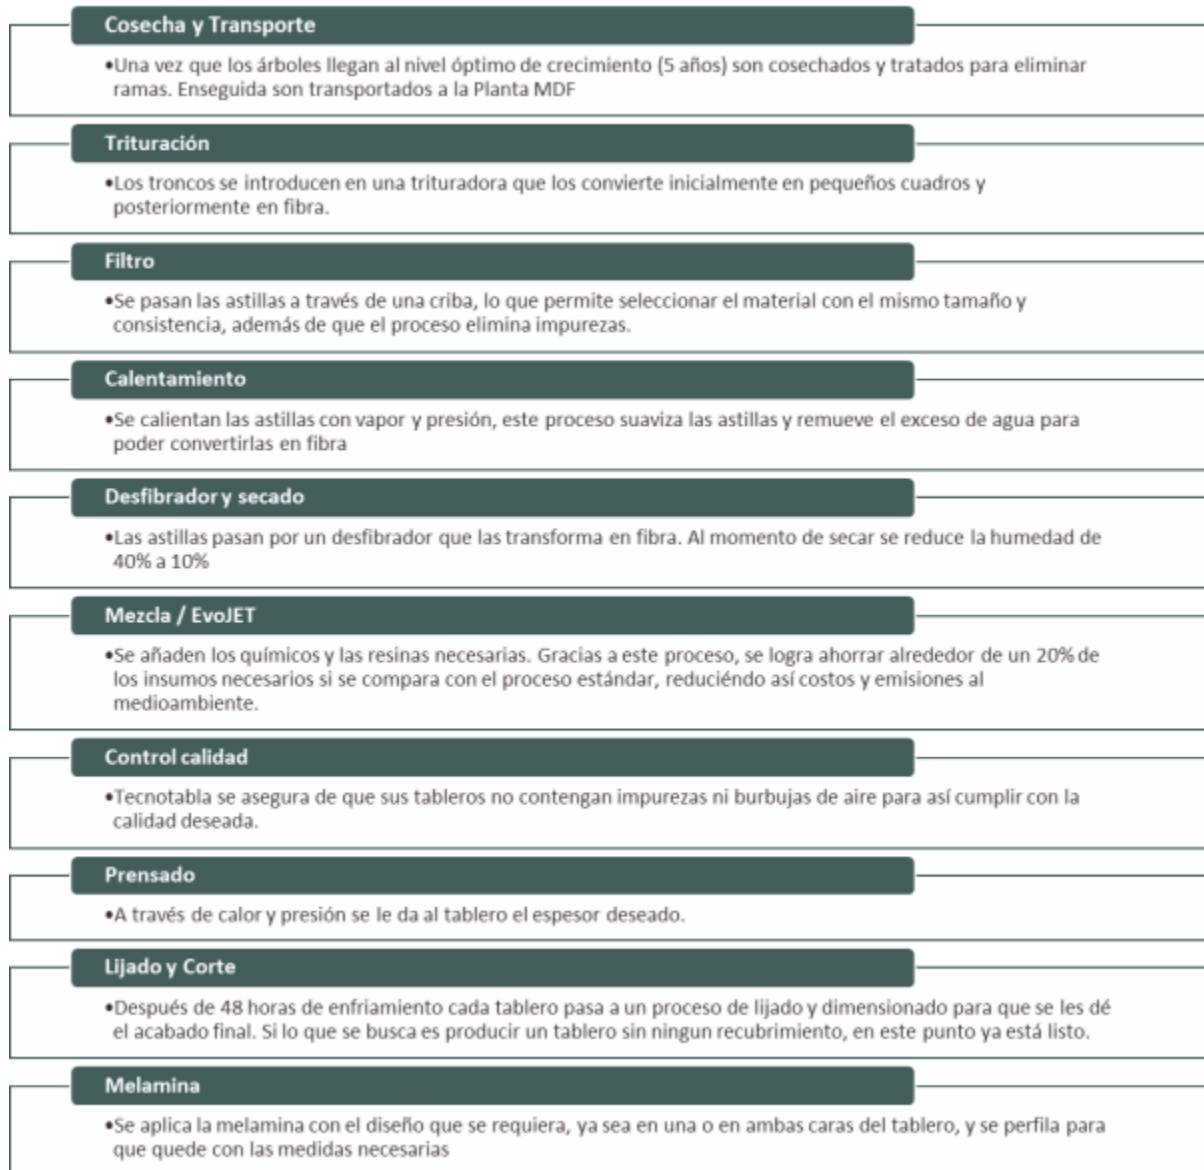 Cosecha y Transporte
•Una vez que los árboles llegan al nivel óptimo de crecimiento (5 años) son cosechados y tratados para eliminar
ramas. Enseguida son transportados a la Planta MDF
Trituración
•Los troncos se introducen en una trituradora que los convierte inicialmente en pequeños cuadros y
posteriormente en fibra.
Filtro
•Se pasan las astillas a través de una criba, lo que permite seleccionar el material con el mismo tamaño y
consistencia, además de que el proceso elimina impurezas.
Calentamiento
•Se calientan las astillas con vapor y presión, este proceso suaviza las astillas y remueve el exceso de agua para
poder convertirlas en fibra
Desfibrador y secado
•Las astillas pasan por un desfibrador que las transforma en fibra. Al momento de secar se reduce la humedad de
40% a 10%
Mezcla / EvoJET
•Se añaden los químicos y las resinas necesarias. Gracias a este proceso, se logra ahorrar alrededor de un 20% de
los insumos necesarios si se compara con el proceso estándar, reduciéndo así costos y emisiones al
medioambiente.
Control calidad
•Tecnotabla se asegura de que sus tableros no contengan impurezas ni burbujas de aire para así cumplir con la
calidad deseada.
Prensado
•A través de calor y presión se le da al tablero el espesor deseado.
Lijado y Corte
•Después de 48 horas de enfriamiento cada tablero pasa a un proceso de lijado y dimensionado para que se les dé
el acabado final. Si lo que se busca es producir un tablero sin ningun recubrimiento, en este punto ya está listo.
Melamina
•Se aplica la melamina con el diseño que se requiera, ya sea en una o en ambas caras del tablero, y se perfila para
que quede con las medidas necesarias